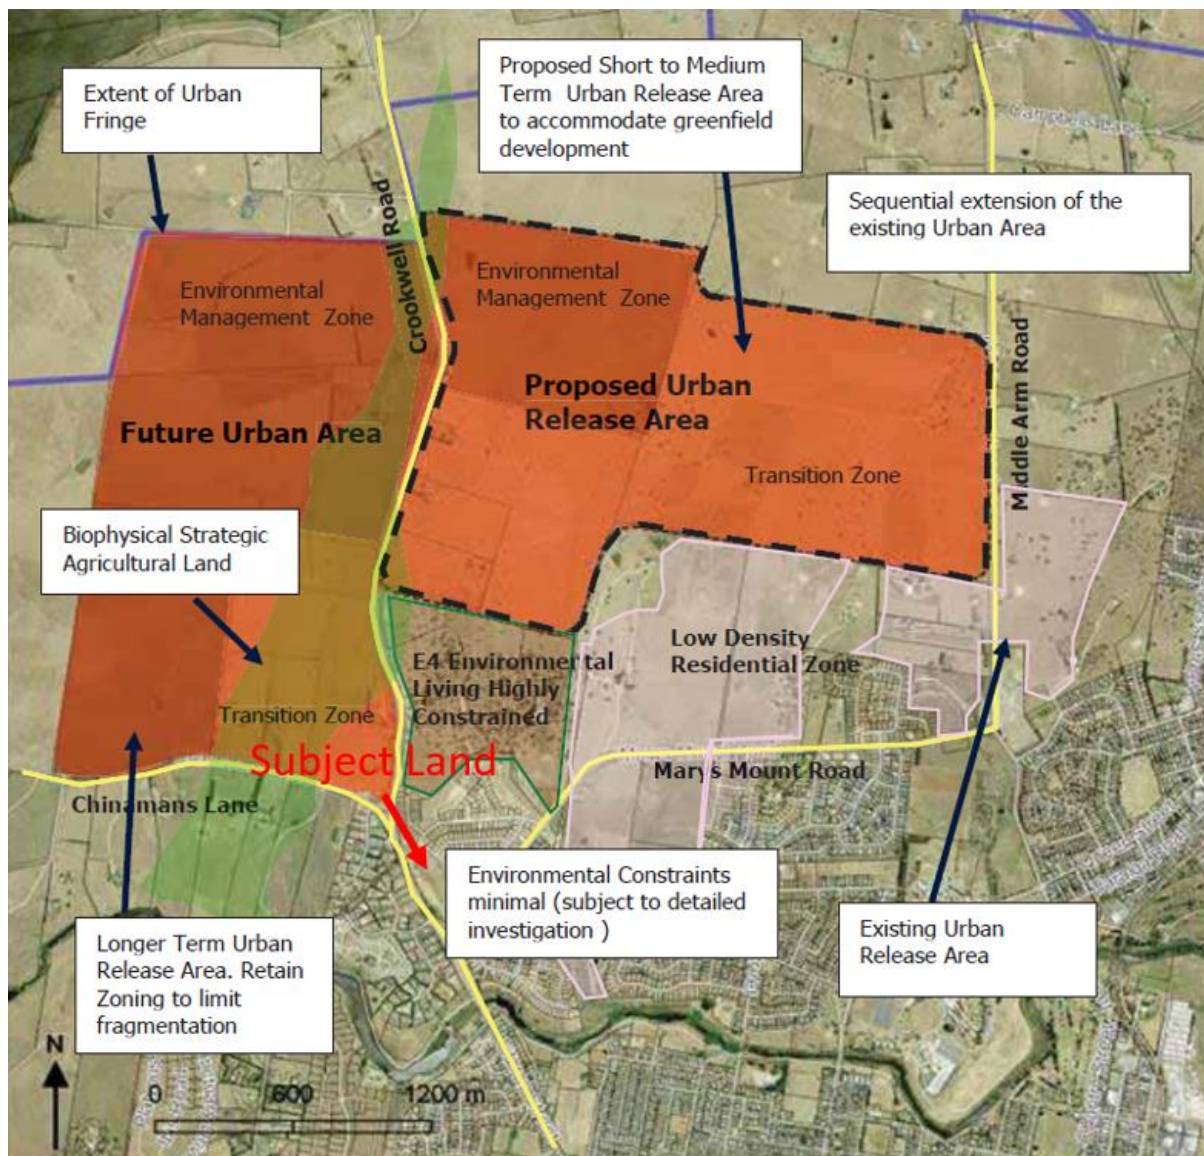 Extent of Urban
Fringe
Proposed Short to Medium
Term Urban Release Area
to accommodate greenfield
development
Campbells Lane
Sequential extension of the
existing Urban Area
Crookwell Road
Environmental
Management Zone
Environmental
Management Zone
Middle Arm Road
Proposed Urban
Release Area
Future Urban Area
Transition Zone
Biophysical Strategic
Agricultural Land
Low Density
Residential Zone
E4 Environmental
Living Highly
Constrained
Transition Zone
Subject Land
Marys Mount Road
Chinamans Lane
Environmental Constraints
minimal (subject to detailed
investigation )
Existing Urban
Release Area
Longer Term Urban
Release Area. Retain
Zoning to limit
fragmentation
N
0 600 1200 m